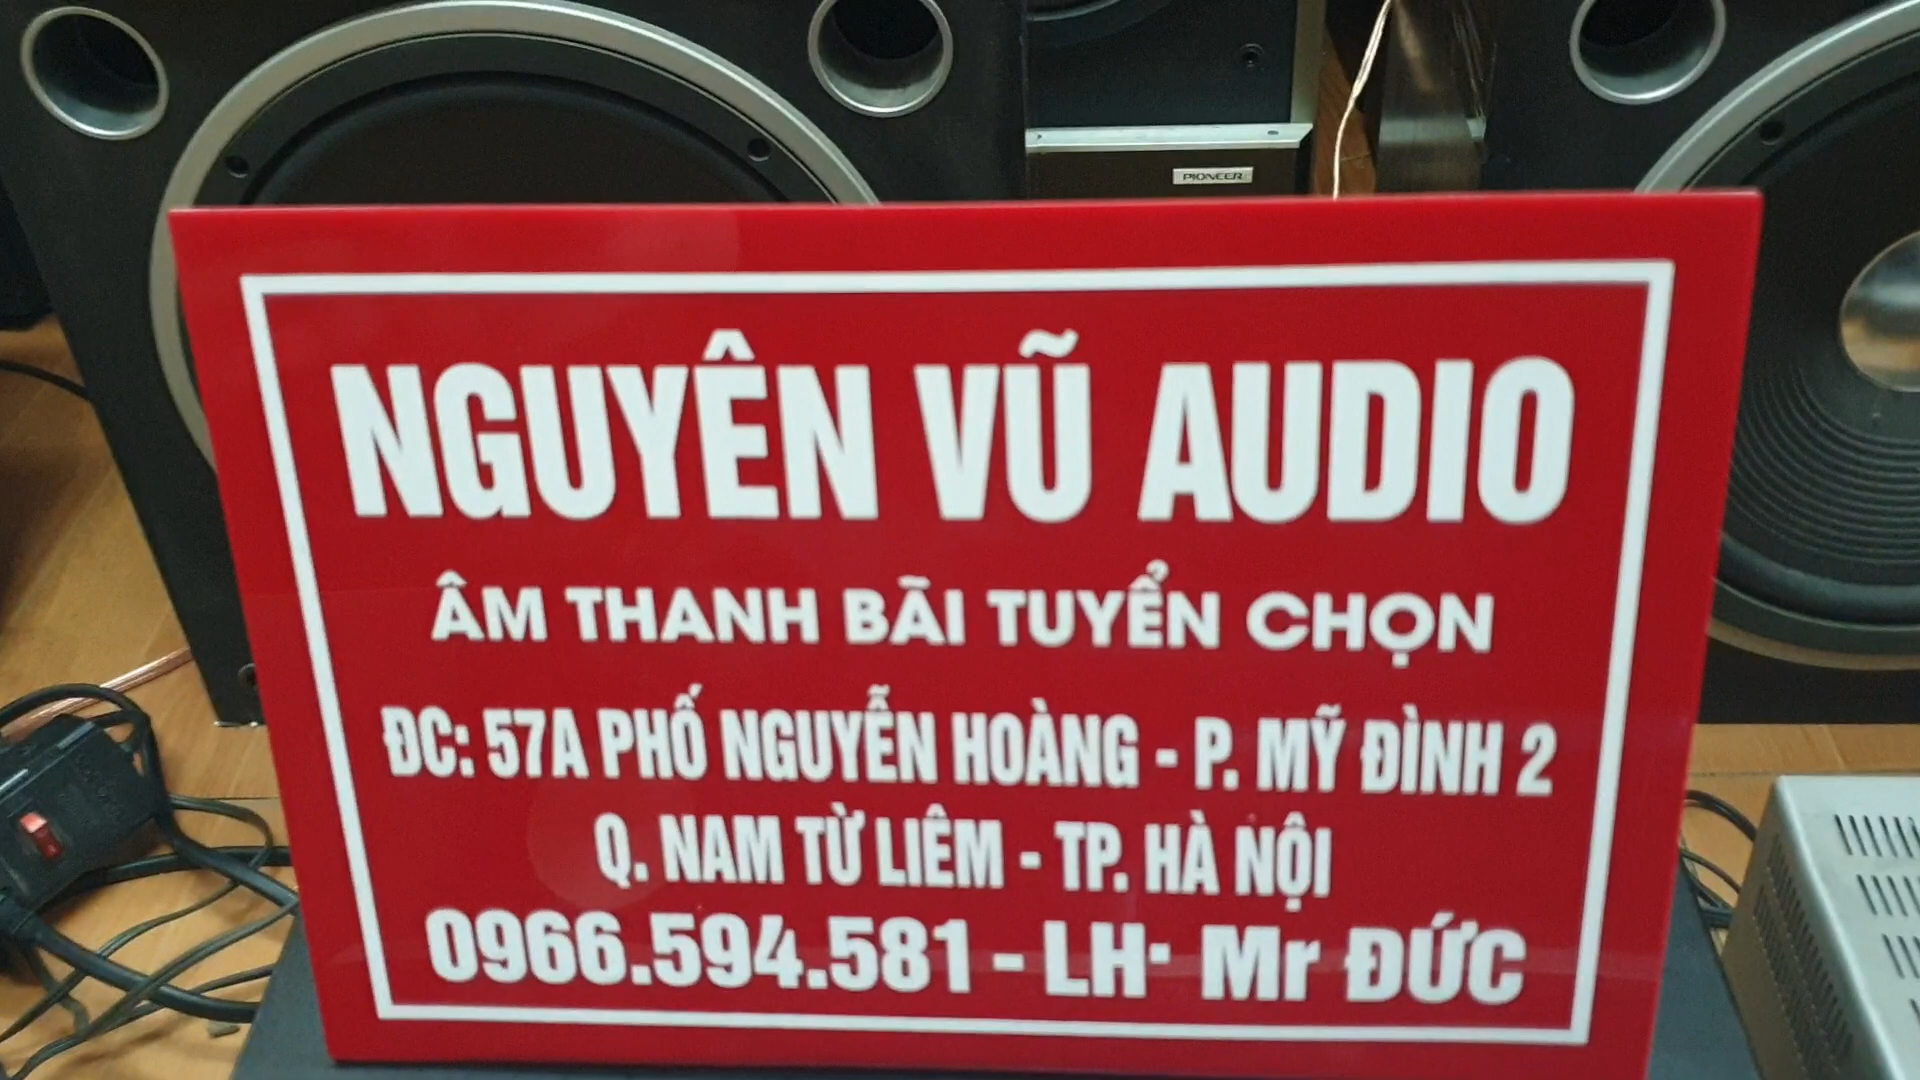 PIONEER
NGUYÊN VŨ AUDIO
ÂM THANH BÃI TUYỂN CHỌN
ĐC: 57A PHỐ NGUYỄN HOÀNG - P. MỸ ĐÌNH 2
Q. NAM TỪ LIÊM - TP. HÀ NỘI
0966.594.581 - LH· Mr ĐỨC